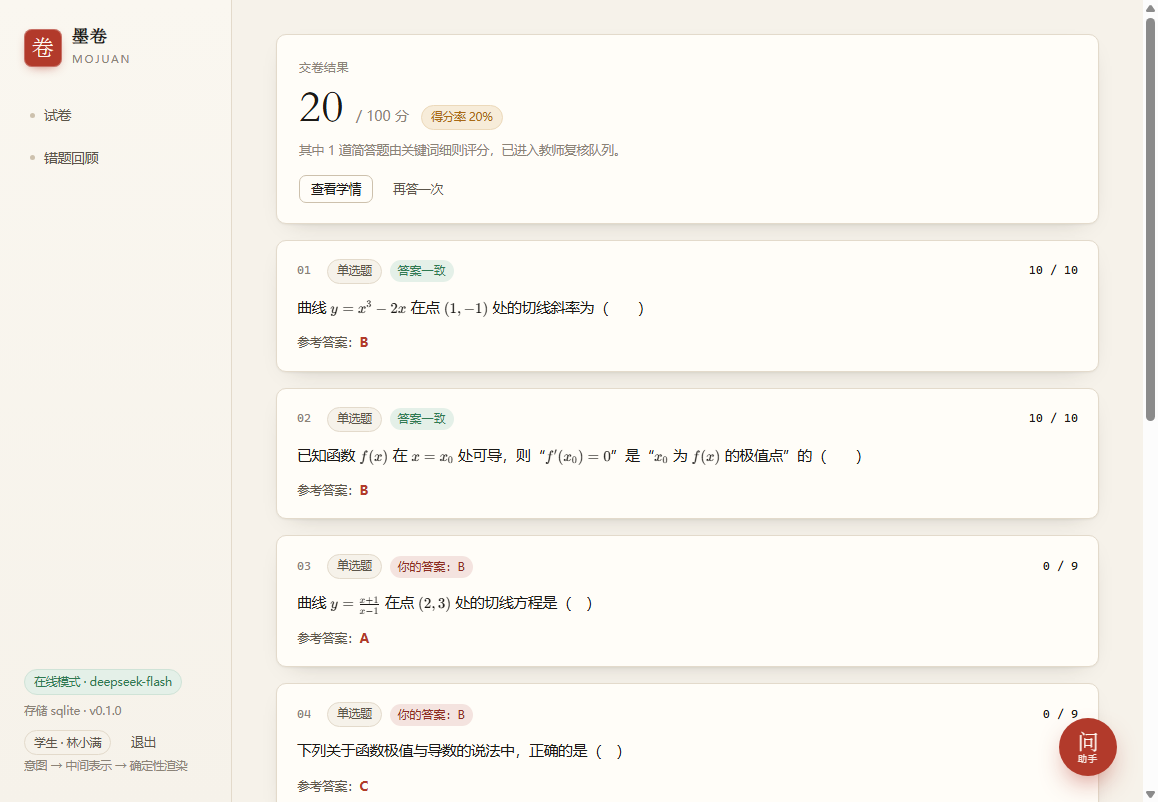 卷
墨卷
MOJUAN
试卷
错题回顾
在线模式 · deepseek-flash
存储 sqlite · v0.1.0
学生 · 林小满
退出
意图 → 中间表示 → 确定性渲染
交卷结果
20 / 100 分 得分率 20%
其中 1 道简答题由关键词细则评分，已进入教师复核队列。
查看学情 再答一次
01 单选题 答案一致 10 / 10
曲线 y = x³ − 2x 在点 (1, −1) 处的切线斜率为（　　）
参考答案：B
02 单选题 答案一致 10 / 10
已知函数 f(x) 在 x = x₀ 处可导，则“f′(x₀) = 0”是“x₀ 为 f(x) 的极值点”的（　　）
参考答案：B
03 单选题 你的答案：B 0 / 9
曲线 y = (x+1)/(x−1) 在点 (2, 3) 处的切线方程是（　）
参考答案：A
04 单选题 你的答案：B 0 / 9
下列关于函数极值与导数的说法中，正确的是（　）
参考答案：C
问
助手